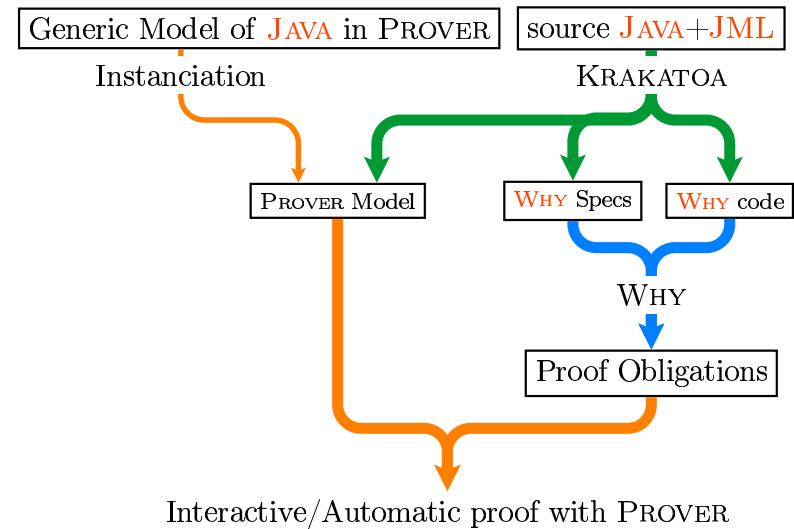 Generic Model of JAVA in PROVER
source JAVA+JML
Instanciation
KRAKATOA
PROVER Model
WHY Specs
WHY code
WHY
Proof Obligations
Interactive/Automatic proof with PROVER